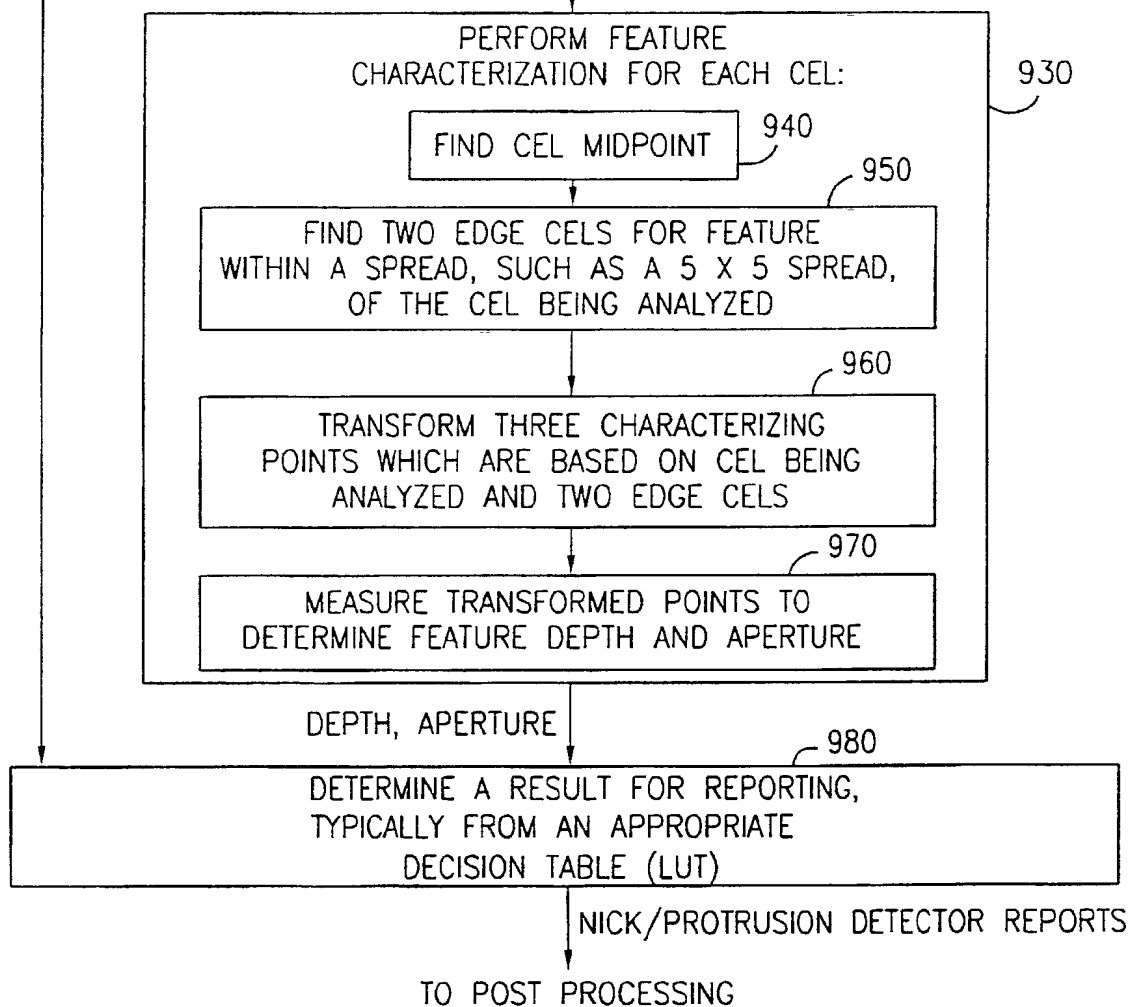 PERFORM FEATURE
CHARACTERIZATION FOR EACH CEL:
930
FIND CEL MIDPOINT
940
950
FIND TWO EDGE CELS FOR FEATURE
WITHIN A SPREAD, SUCH AS A 5 X 5 SPREAD,
OF THE CEL BEING ANALYZED
960
TRANSFORM THREE CHARACTERIZING
POINTS WHICH ARE BASED ON CEL BEING
ANALYZED AND TWO EDGE CELS
970
MEASURE TRANSFORMED POINTS TO
DETERMINE FEATURE DEPTH AND APERTURE
DEPTH, APERTURE
980
DETERMINE A RESULT FOR REPORTING,
TYPICALLY FROM AN APPROPRIATE
DECISION TABLE (LUT)
NICK/PROTRUSION DETECTOR REPORTS
TO POST PROCESSING